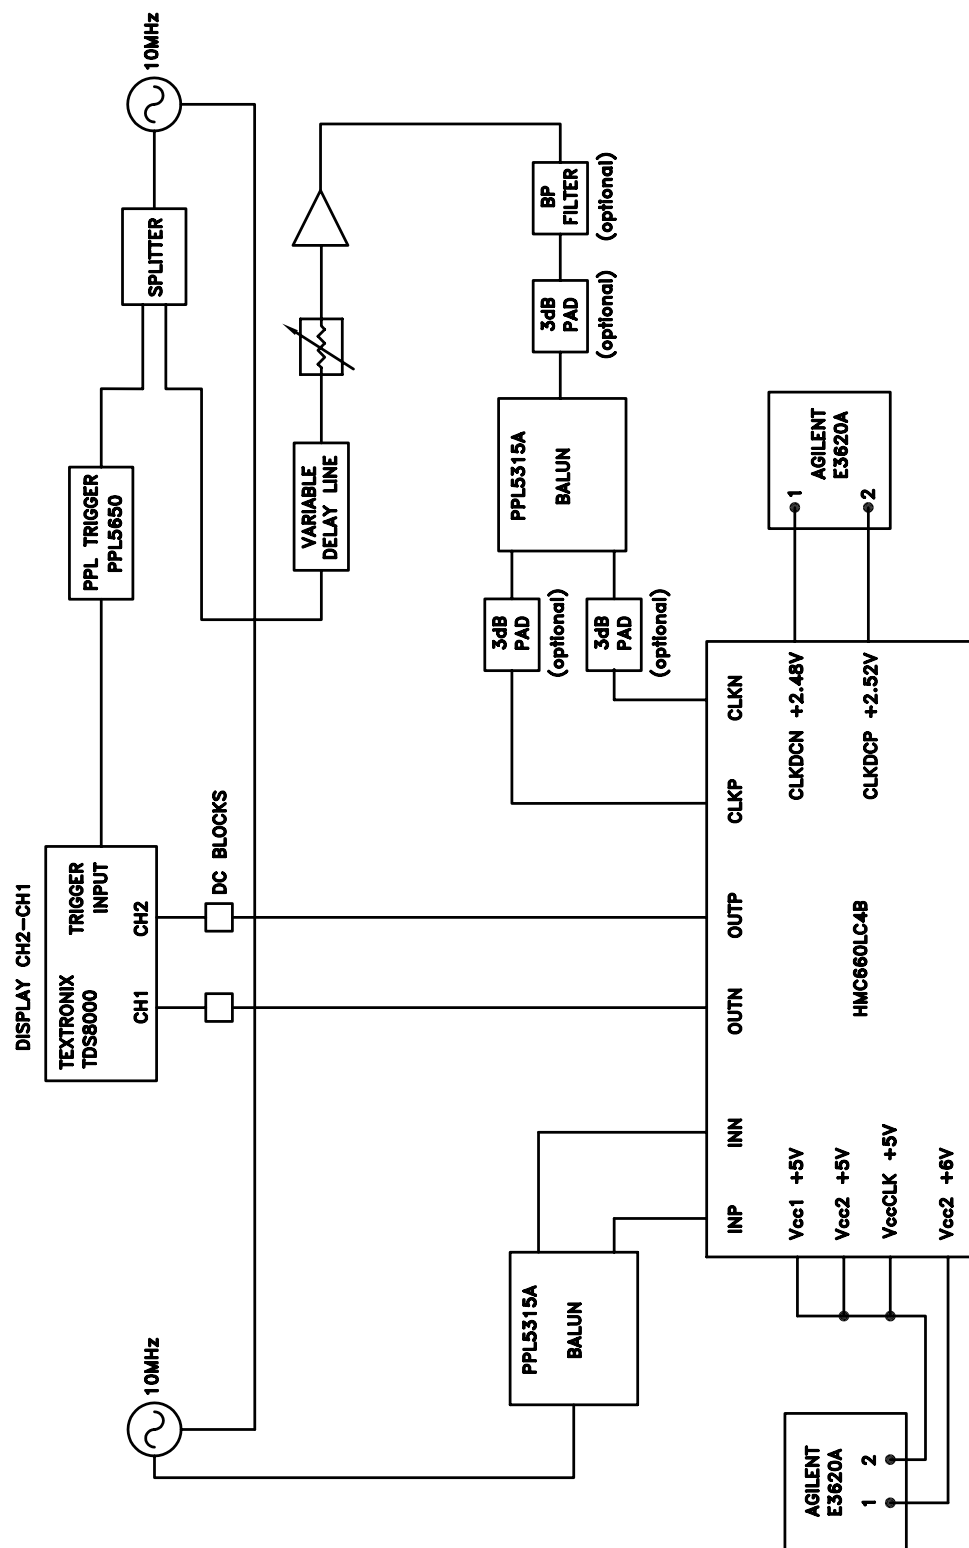 10MHz
10MHz
DISPLAY CH2-CH1
TEXTRONIX
TDS8000
TRIGGER
INPUT
CH1
CH2
PPL TRIGGER
PPL5650
SPLITTER
DC BLOCKS
VARIABLE
DELAY LINE
PPL5315A
BALUN
3dB
PAD
(optional)
3dB
PAD
(optional)
PPL5315A
BALUN
3dB
PAD
(optional)
BP
FILTER
(optional)
INP
INN
OUTN
OUTP
CLKP
CLKN
Vcc1 +5V
Vcc2 +5V
VccCLK +5V
Vcc2 +6V
HMC660LC4B
CLKDCN +2.48V
CLKDCP +2.52V
AGILENT
E3620A
1
2
AGILENT
E3620A
1
2